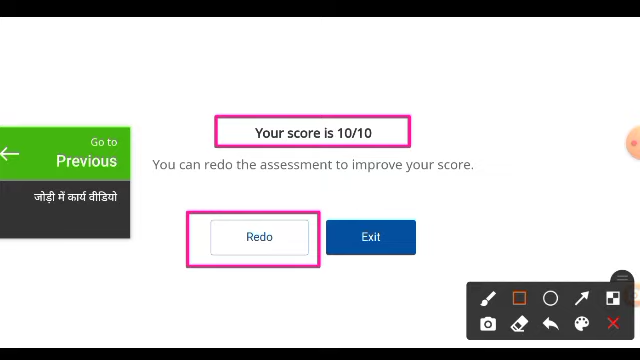 Your score is 10/10
Go to
Previous
You can redo the assessment to improve your score.
जोड़ी में कार्य वीडियो
Redo
Exit